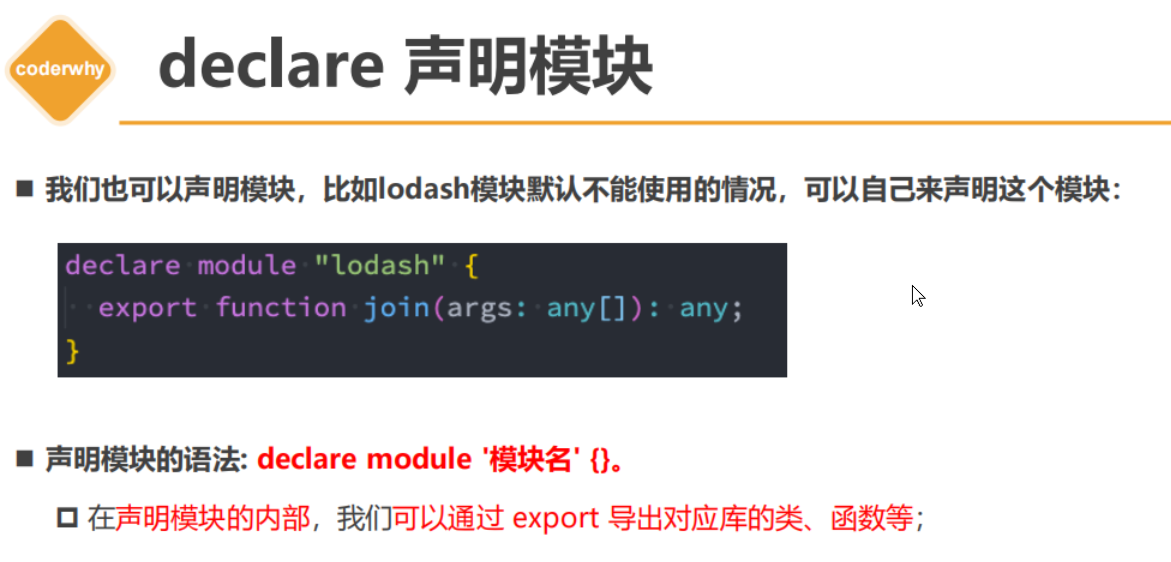 coderwhy
declare 声明模块
我们也可以声明模块，比如lodash模块默认不能使用的情况，可以自己来声明这个模块：
declare module "lodash" {
  export function join(args: any[]): any;
}
声明模块的语法: declare module '模块名' {}。
在声明模块的内部，我们可以通过 export 导出对应库的类、函数等；